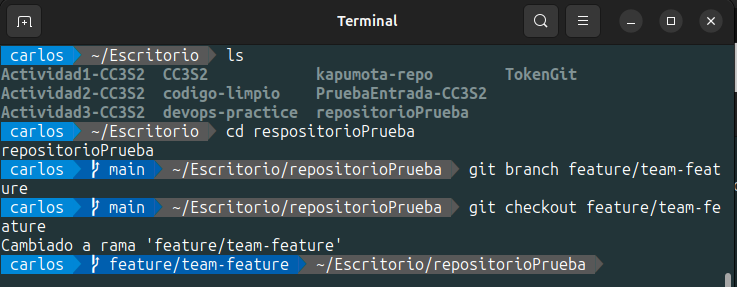 Terminal
carlos ~/Escritorio ls
Actividad1-CC3S2 CC3S2 kapumota-repo TokenGit
Actividad2-CC3S2 codigo-limpio PruebaEntrada-CC3S2
Actividad3-CC3S2 devops-practice repositorioPrueba
carlos ~/Escritorio cd respositorioPrueba
repositorioPrueba
carlos main ~/Escritorio/repositorioPrueba git branch feature/team-feat
ure
carlos main ~/Escritorio/repositorioPrueba git checkout feature/team-fe
ature
Cambiado a rama 'feature/team-feature'
carlos feature/team-feature ~/Escritorio/repositorioPrueba